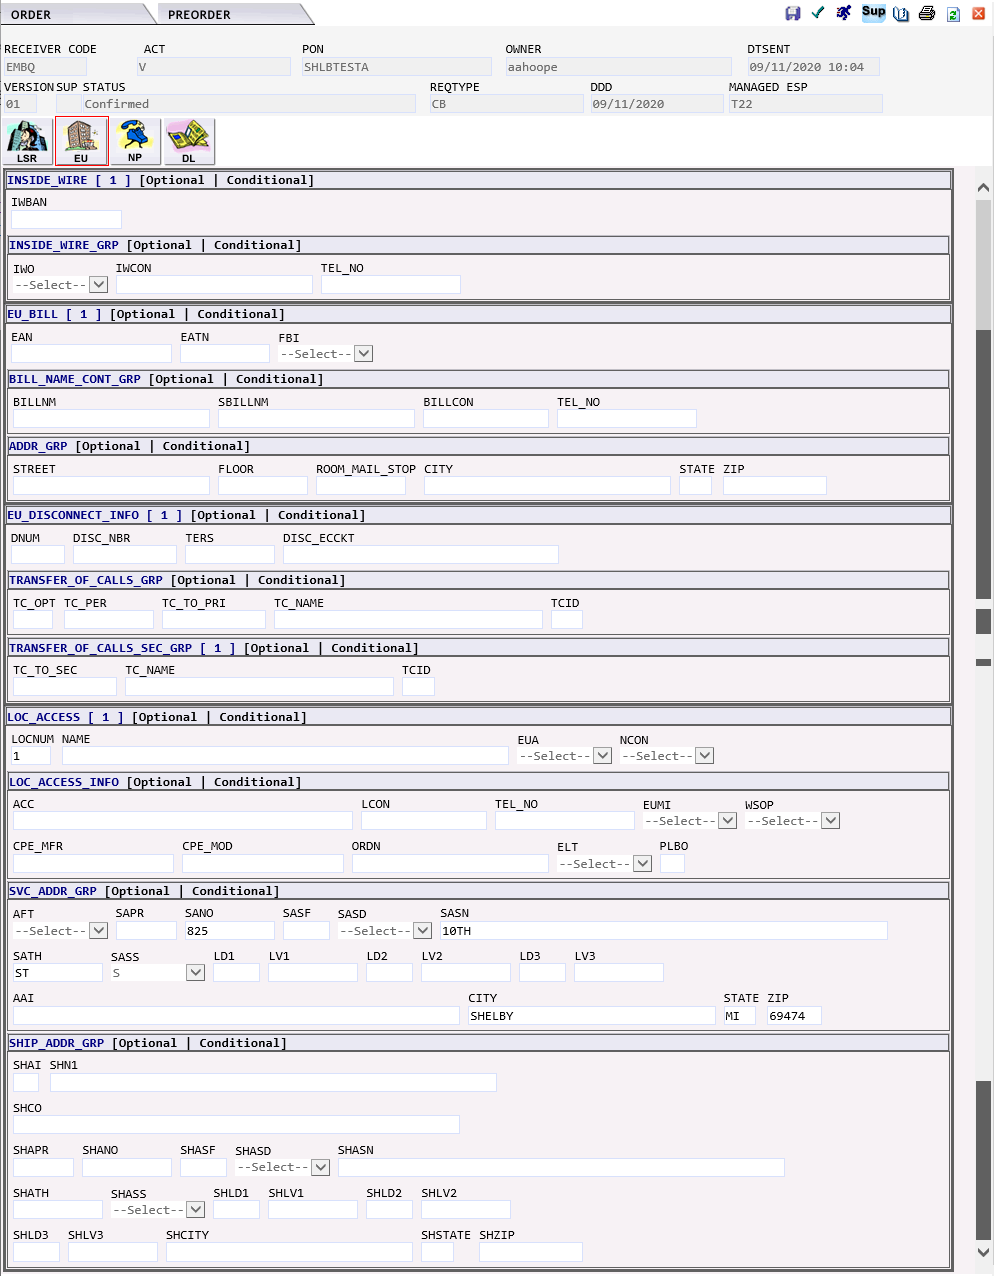 ORDER PREORDER Sup
RECEIVER CODE ACT PON OWNER DTSENT
EMBQ V SHLBTESTA aahoope 09/11/2020 10:04
VERSION SUP STATUS REQTYPE DDD MANAGED ESP
01 Confirmed CB 09/11/2020 T22
LSR EU NP DL
INSIDE_WIRE [ 1 ] [Optional | Conditional]
IWBAN
INSIDE_WIRE_GRP [Optional | Conditional]
IWO IWCON TEL_NO
--Select--
EU_BILL [ 1 ] [Optional | Conditional]
EAN EATN FBI
--Select--
BILL_NAME_CONT_GRP [Optional | Conditional]
BILLNM SBILLNM BILLCON TEL_NO
ADDR_GRP [Optional | Conditional]
STREET FLOOR ROOM_MAIL_STOP CITY STATE ZIP
EU_DISCONNECT_INFO [ 1 ] [Optional | Conditional]
DNUM DISC_NBR TERS DISC_ECCKT
TRANSFER_OF_CALLS_GRP [Optional | Conditional]
TC_OPT TC_PER TC_TO_PRI TC_NAME TCID
TRANSFER_OF_CALLS_SEC_GRP [ 1 ] [Optional | Conditional]
TC_TO_SEC TC_NAME TCID
LOC_ACCESS [ 1 ] [Optional | Conditional]
LOCNUM NAME EUA NCON
1 --Select-- --Select--
LOC_ACCESS_INFO [Optional | Conditional]
ACC LCON TEL_NO EUMI WSOP
--Select-- --Select--
CPE_MFR CPE_MOD ORDN ELT PLBO
--Select--
SVC_ADDR_GRP [Optional | Conditional]
AFT SAPR SANO SASF SASD SASN
--Select-- 825 --Select-- 10TH
SATH SASS LD1 LV1 LD2 LV2 LD3 LV3
ST S
AAI CITY STATE ZIP
SHELBY MI 69474
SHIP_ADDR_GRP [Optional | Conditional]
SHAI SHN1
SHCO
SHAPR SHANO SHASF SHASD SHASN
--Select--
SHATH SHASS SHLD1 SHLV1 SHLD2 SHLV2
--Select--
SHLD3 SHLV3 SHCITY SHSTATE SHZIP